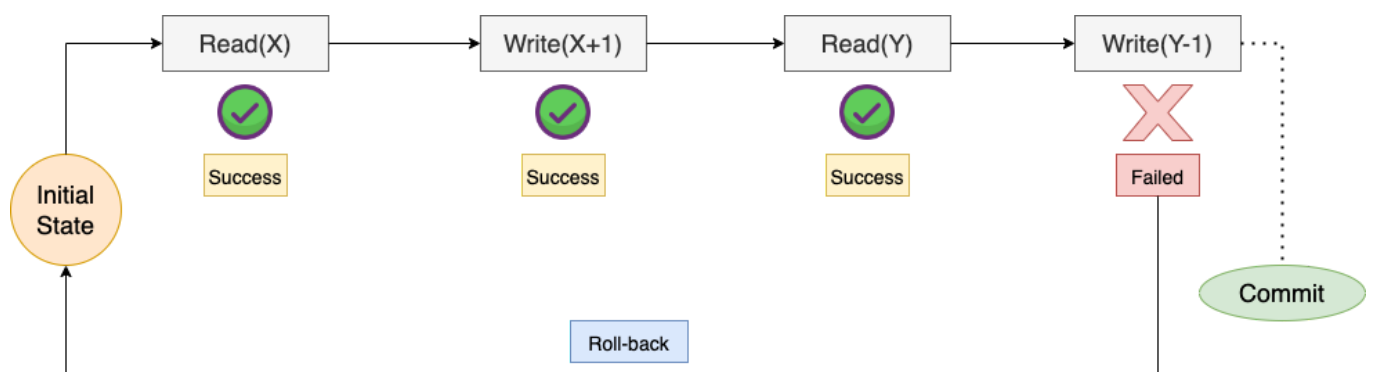 Read(X)
Write(X+1)
Read(Y)
Write(Y-1)
Success
Success
Success
Failed
Initial
State
Commit
Roll-back